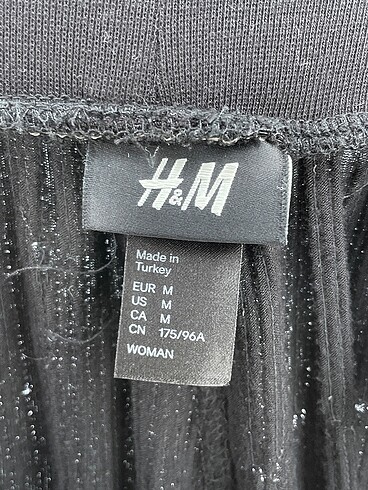 H&M
Made in
Turkey
EUR M
US M
CA M
CN 175/96A
WOMAN